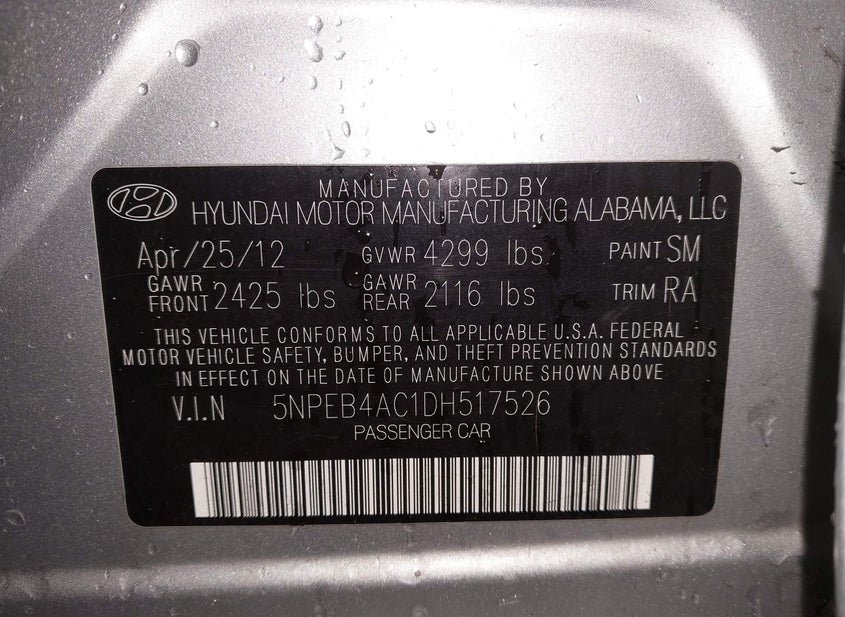 MANUFACTURED BY
HYUNDAI MOTOR MANUFACTURING ALABAMA, LLC
Apr/25/12 GVWR 4299 lbs PAINT SM
GAWR FRONT 2425 lbs GAWR REAR 2116 lbs TRIM RA
THIS VEHICLE CONFORMS TO ALL APPLICABLE U.S.A. FEDERAL
MOTOR VEHICLE SAFETY, BUMPER, AND THEFT PREVENTION STANDARDS
IN EFFECT ON THE DATE OF MANUFACTURE SHOWN ABOVE
V.I.N 5NPEB4AC1DH517526
PASSENGER CAR